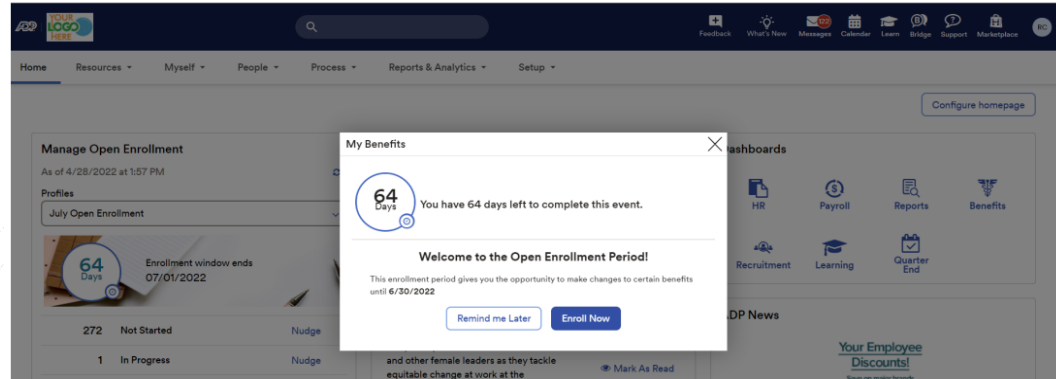 ADP
YOUR
LOGO
HERE
Feedback
What's New
122
Messages
Calendar
Learn
Bridge
Support
Marketplace
RC
Home
Resources
Myself
People
Process
Reports & Analytics
Setup
Configure homepage
Manage Open Enrollment
As of 4/28/2022 at 1:57 PM
Profiles
July Open Enrollment
64
Days
Enrollment window ends
07/01/2022
272 Not Started Nudge
1 In Progress Nudge
My Benefits
64
Days
You have 64 days left to complete this event.
Welcome to the Open Enrollment Period!
This enrollment period gives you the opportunity to make changes to certain benefits
until 6/30/2022
Remind me Later
Enroll Now
and other female leaders as they tackle
equitable change at work at the
Mark As Read
ashboards
HR
Payroll
Reports
Benefits
Recruitment
Learning
Quarter
End
DP News
Your Employee
Discounts!